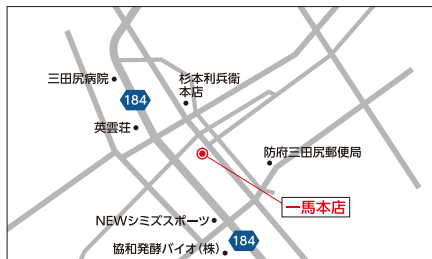 三田尻病院
杉本利兵衛
本店
184
英雲荘
防府三田尻郵便局
一馬本店
NEWシミズスポーツ
184
協和発酵バイオ(株)